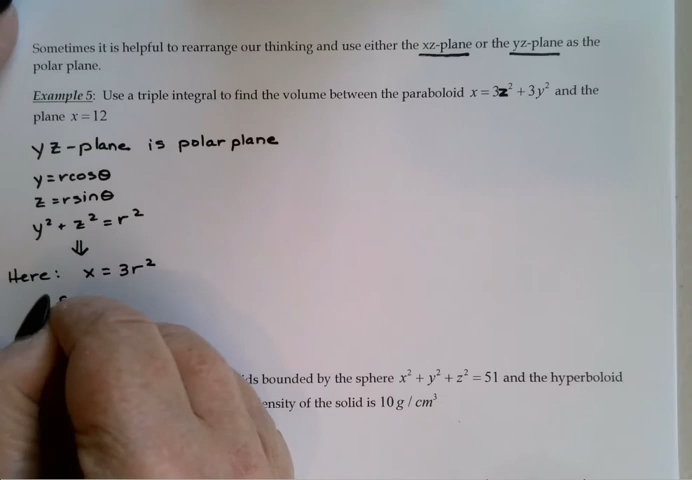 Sometimes it is helpful to rearrange our thinking and use either the xz-plane or the yz-plane as the
polar plane.
Example 5: Use a triple integral to find the volume between the paraboloid x = 3z² + 3y² and the
plane x = 12
yz-plane is polar plane
y = rcosθ
z = rsinθ
y² + z² = r²
⇓
Here: x = 3r²
bounded by the sphere x² + y² + z² = 51 and the hyperboloid
of the solid is 10 g / cm³